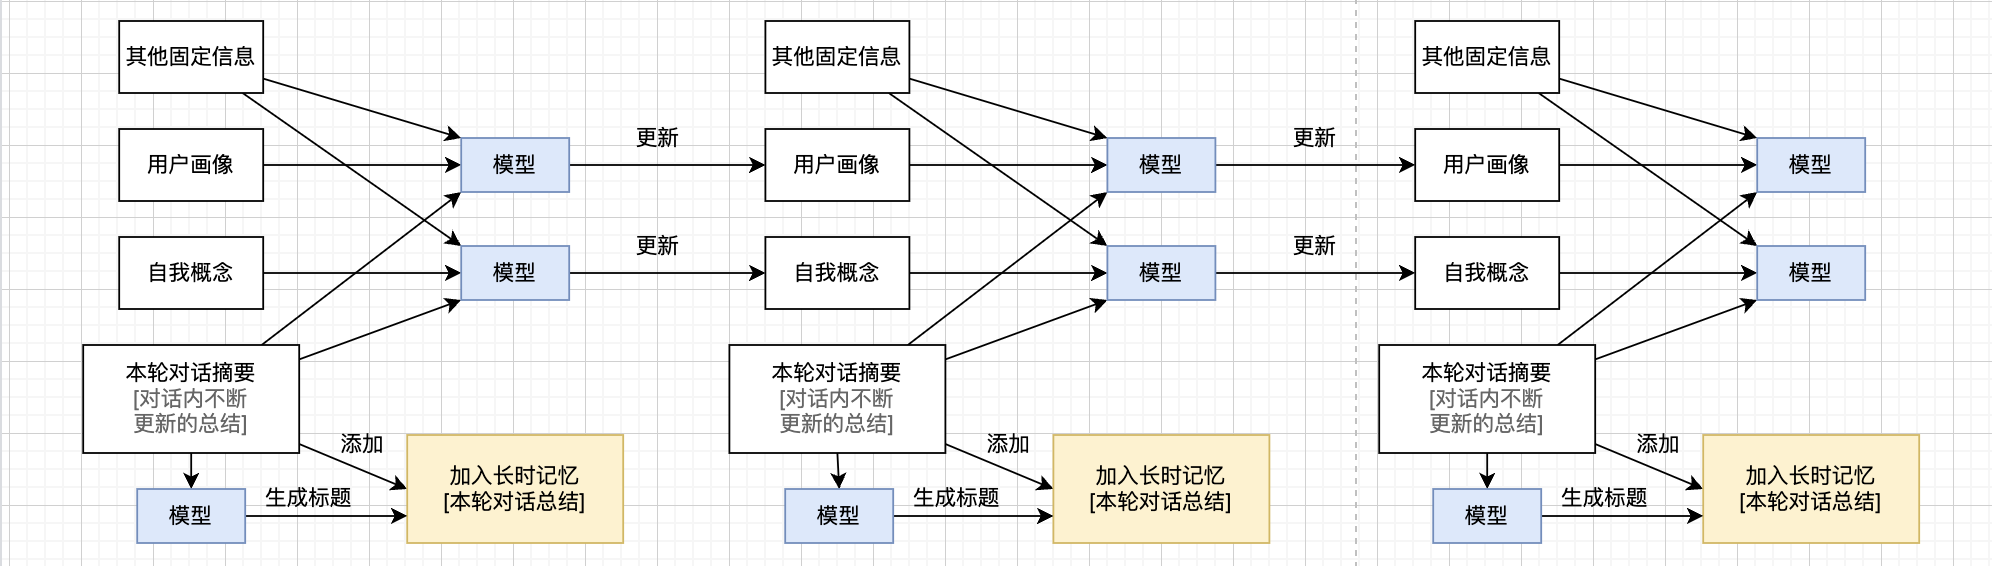 其他固定信息
用户画像
自我概念
本轮对话摘要
[对话内不断
更新的总结]
模型
模型
模型
添加
生成标题
加入长时记忆
[本轮对话总结]
更新
更新
其他固定信息
用户画像
自我概念
本轮对话摘要
[对话内不断
更新的总结]
模型
模型
模型
添加
生成标题
加入长时记忆
[本轮对话总结]
更新
更新
其他固定信息
用户画像
自我概念
本轮对话摘要
[对话内不断
更新的总结]
模型
模型
模型
添加
生成标题
加入长时记忆
[本轮对话总结]